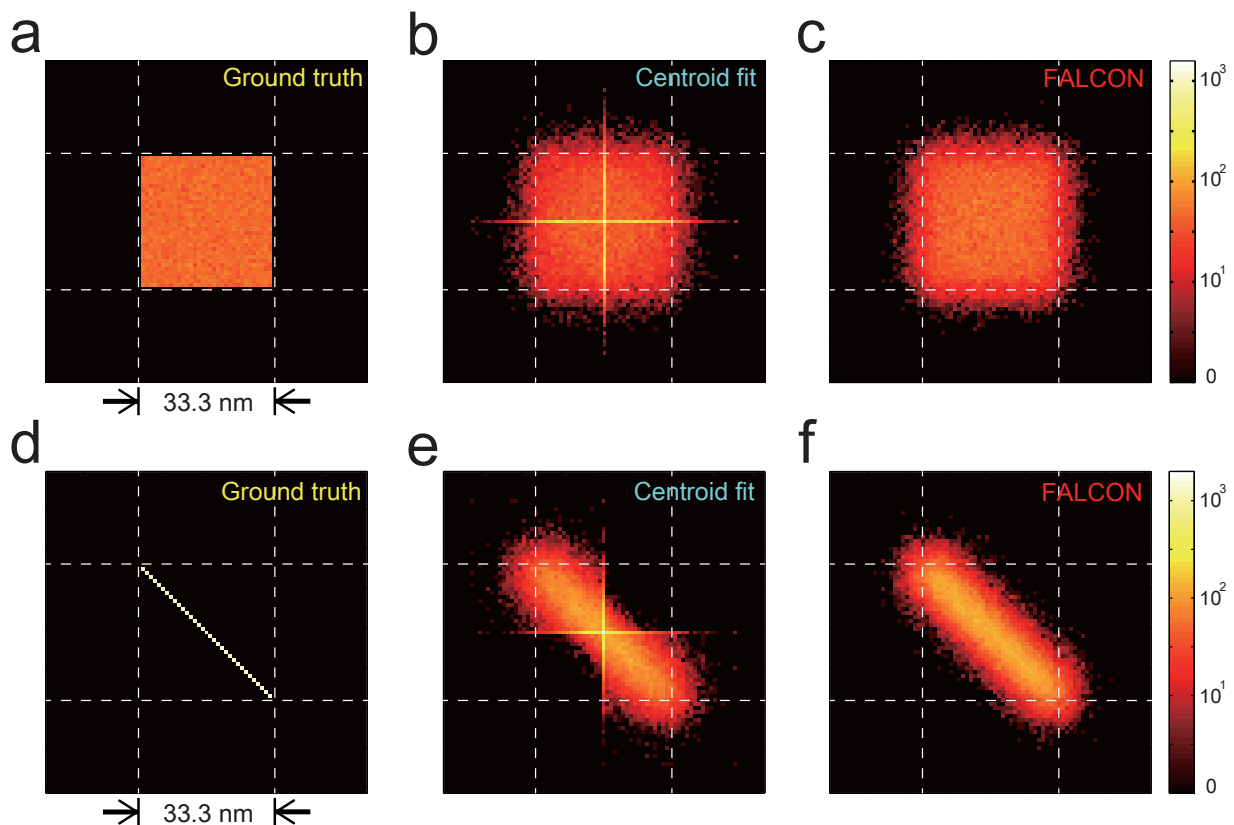 a
b
c
Ground truth
Centroid fit
FALCON
10³
10²
10¹
0
33.3 nm
d
e
f
Ground truth
Centroid fit
FALCON
10³
10²
10¹
0
33.3 nm